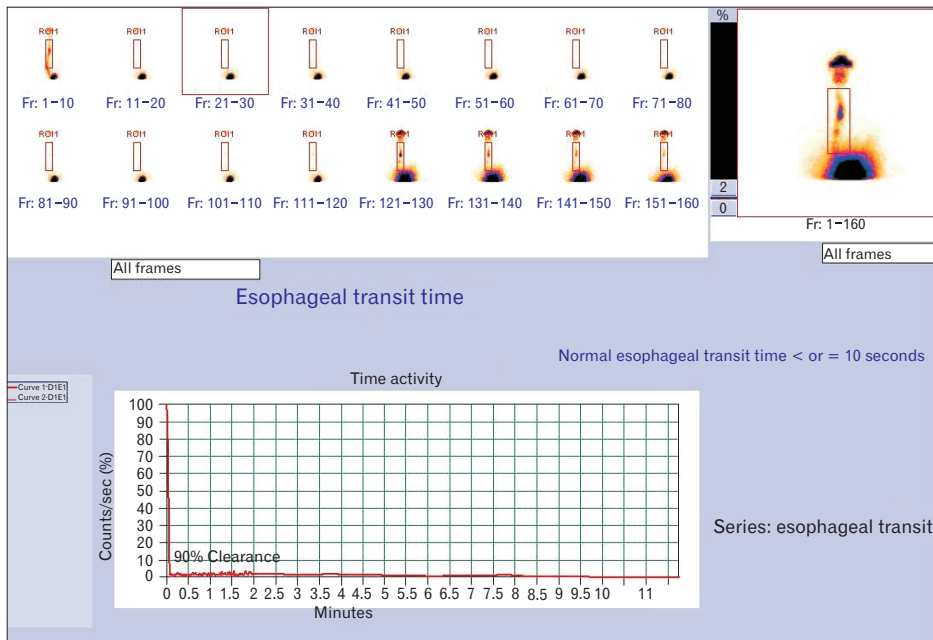 %
ROI1 ROI1 ROI1 ROI1 ROI1 ROI1 ROI1 ROI1
Fr: 1–10 Fr: 11–20 Fr: 21–30 Fr: 31–40 Fr: 41–50 Fr: 51–60 Fr: 61–70 Fr: 71–80
ROI1 ROI1 ROI1 ROI1 ROI1 ROI1 ROI1 ROI1
Fr: 81–90 Fr: 91–100 Fr: 101–110 Fr: 111–120 Fr: 121–130 Fr: 131–140 Fr: 141–150 Fr: 151–160
2
0
Fr: 1–160
All frames
All frames
Esophageal transit time
Normal esophageal transit time < or = 10 seconds
Curve 1-D1E1
Curve 2-D1E1
Time activity
Counts/sec (%)
100
90
80
70
60
50
40
30
20
10
0
90% Clearance
0 0.5 1 1.5 2 2.5 3 3.5 4 4.5 5 5.5 6 6.5 7 7.5 8 8.5 9 9.5 10 11
Minutes
Series: esophageal transit